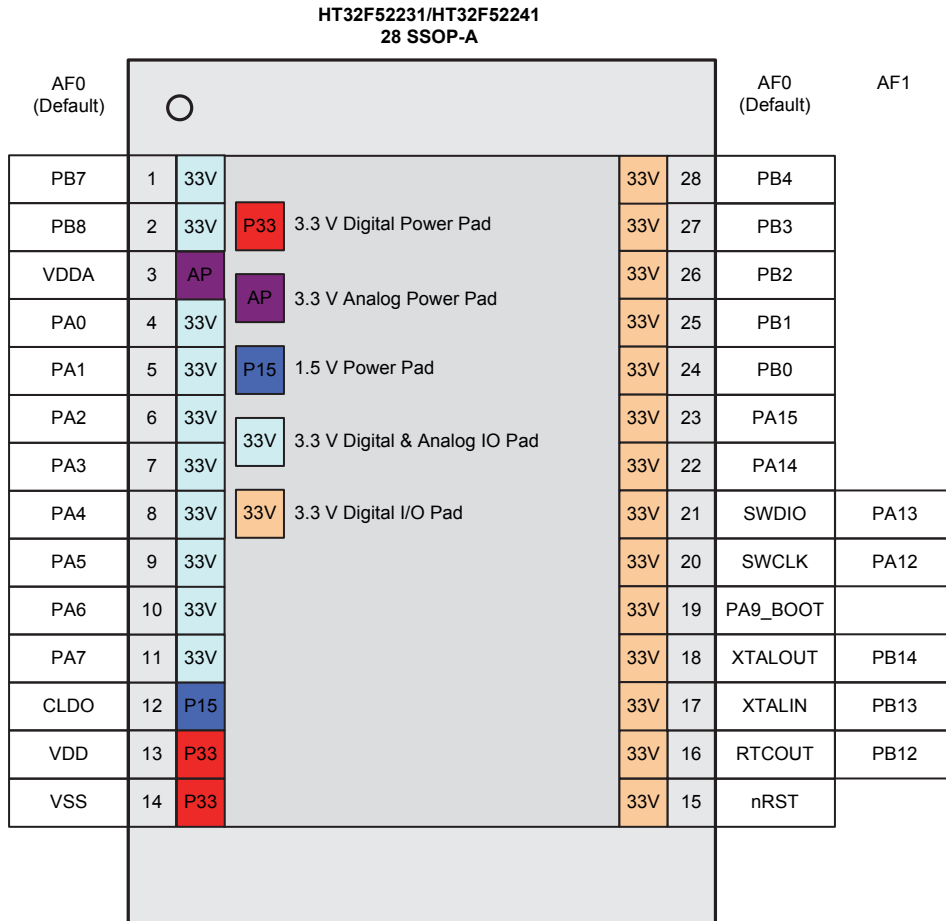 HT32F52231/HT32F52241
28 SSOP-A
AF0
(Default)
AF0
(Default)
AF1
PB7 1 33V 33V 28 PB4
PB8 2 33V P33 3.3 V Digital Power Pad 33V 27 PB3
VDDA 3 AP AP 3.3 V Analog Power Pad 33V 26 PB2
PA0 4 33V 33V 25 PB1
PA1 5 33V P15 1.5 V Power Pad 33V 24 PB0
PA2 6 33V 33V 3.3 V Digital & Analog IO Pad 33V 23 PA15
PA3 7 33V 33V 22 PA14
PA4 8 33V 33V 3.3 V Digital I/O Pad 33V 21 SWDIO PA13
PA5 9 33V 33V 20 SWCLK PA12
PA6 10 33V 33V 19 PA9_BOOT
PA7 11 33V 33V 18 XTALOUT PB14
CLDO 12 P15 33V 17 XTALIN PB13
VDD 13 P33 33V 16 RTCOUT PB12
VSS 14 P33 33V 15 nRST